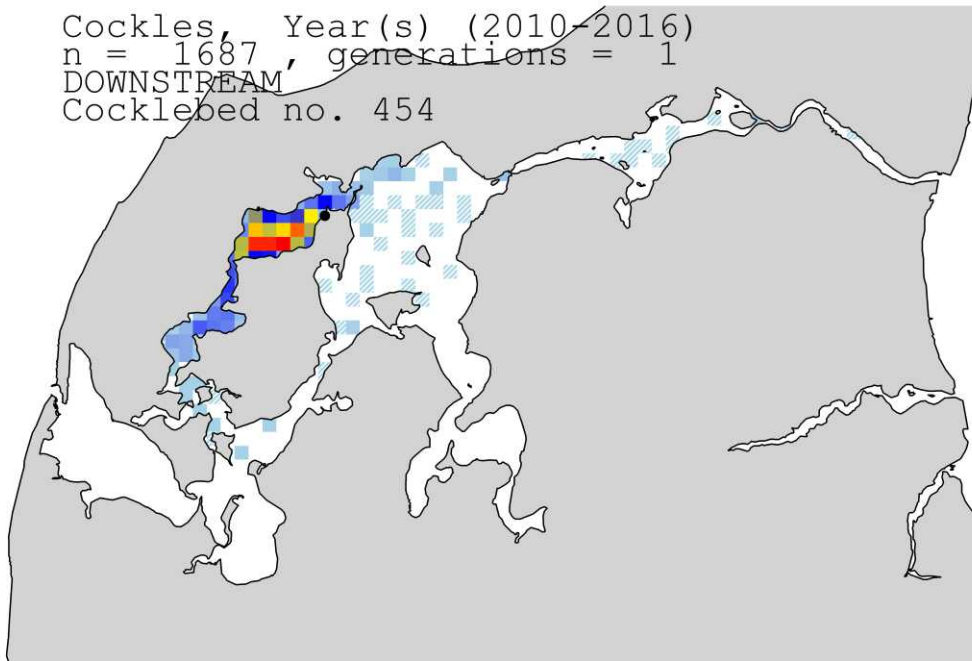 Cockles,  Year(s) (2010-2016)
n =  1687 , generations =  1
DOWNSTREAM
Cocklebed no. 454